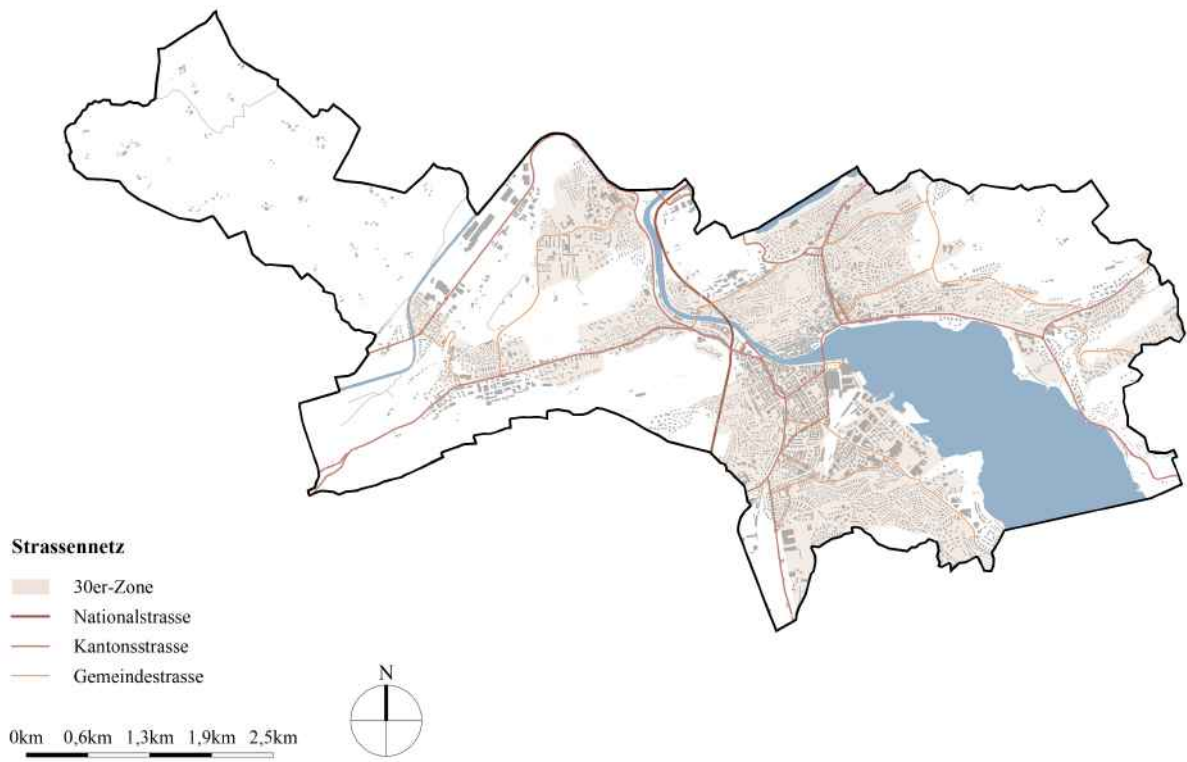 Strassennetz
30er-Zone
Nationalstrasse
Kantonsstrasse
Gemeindestrasse
N
0km 0,6km 1,3km 1,9km 2,5km